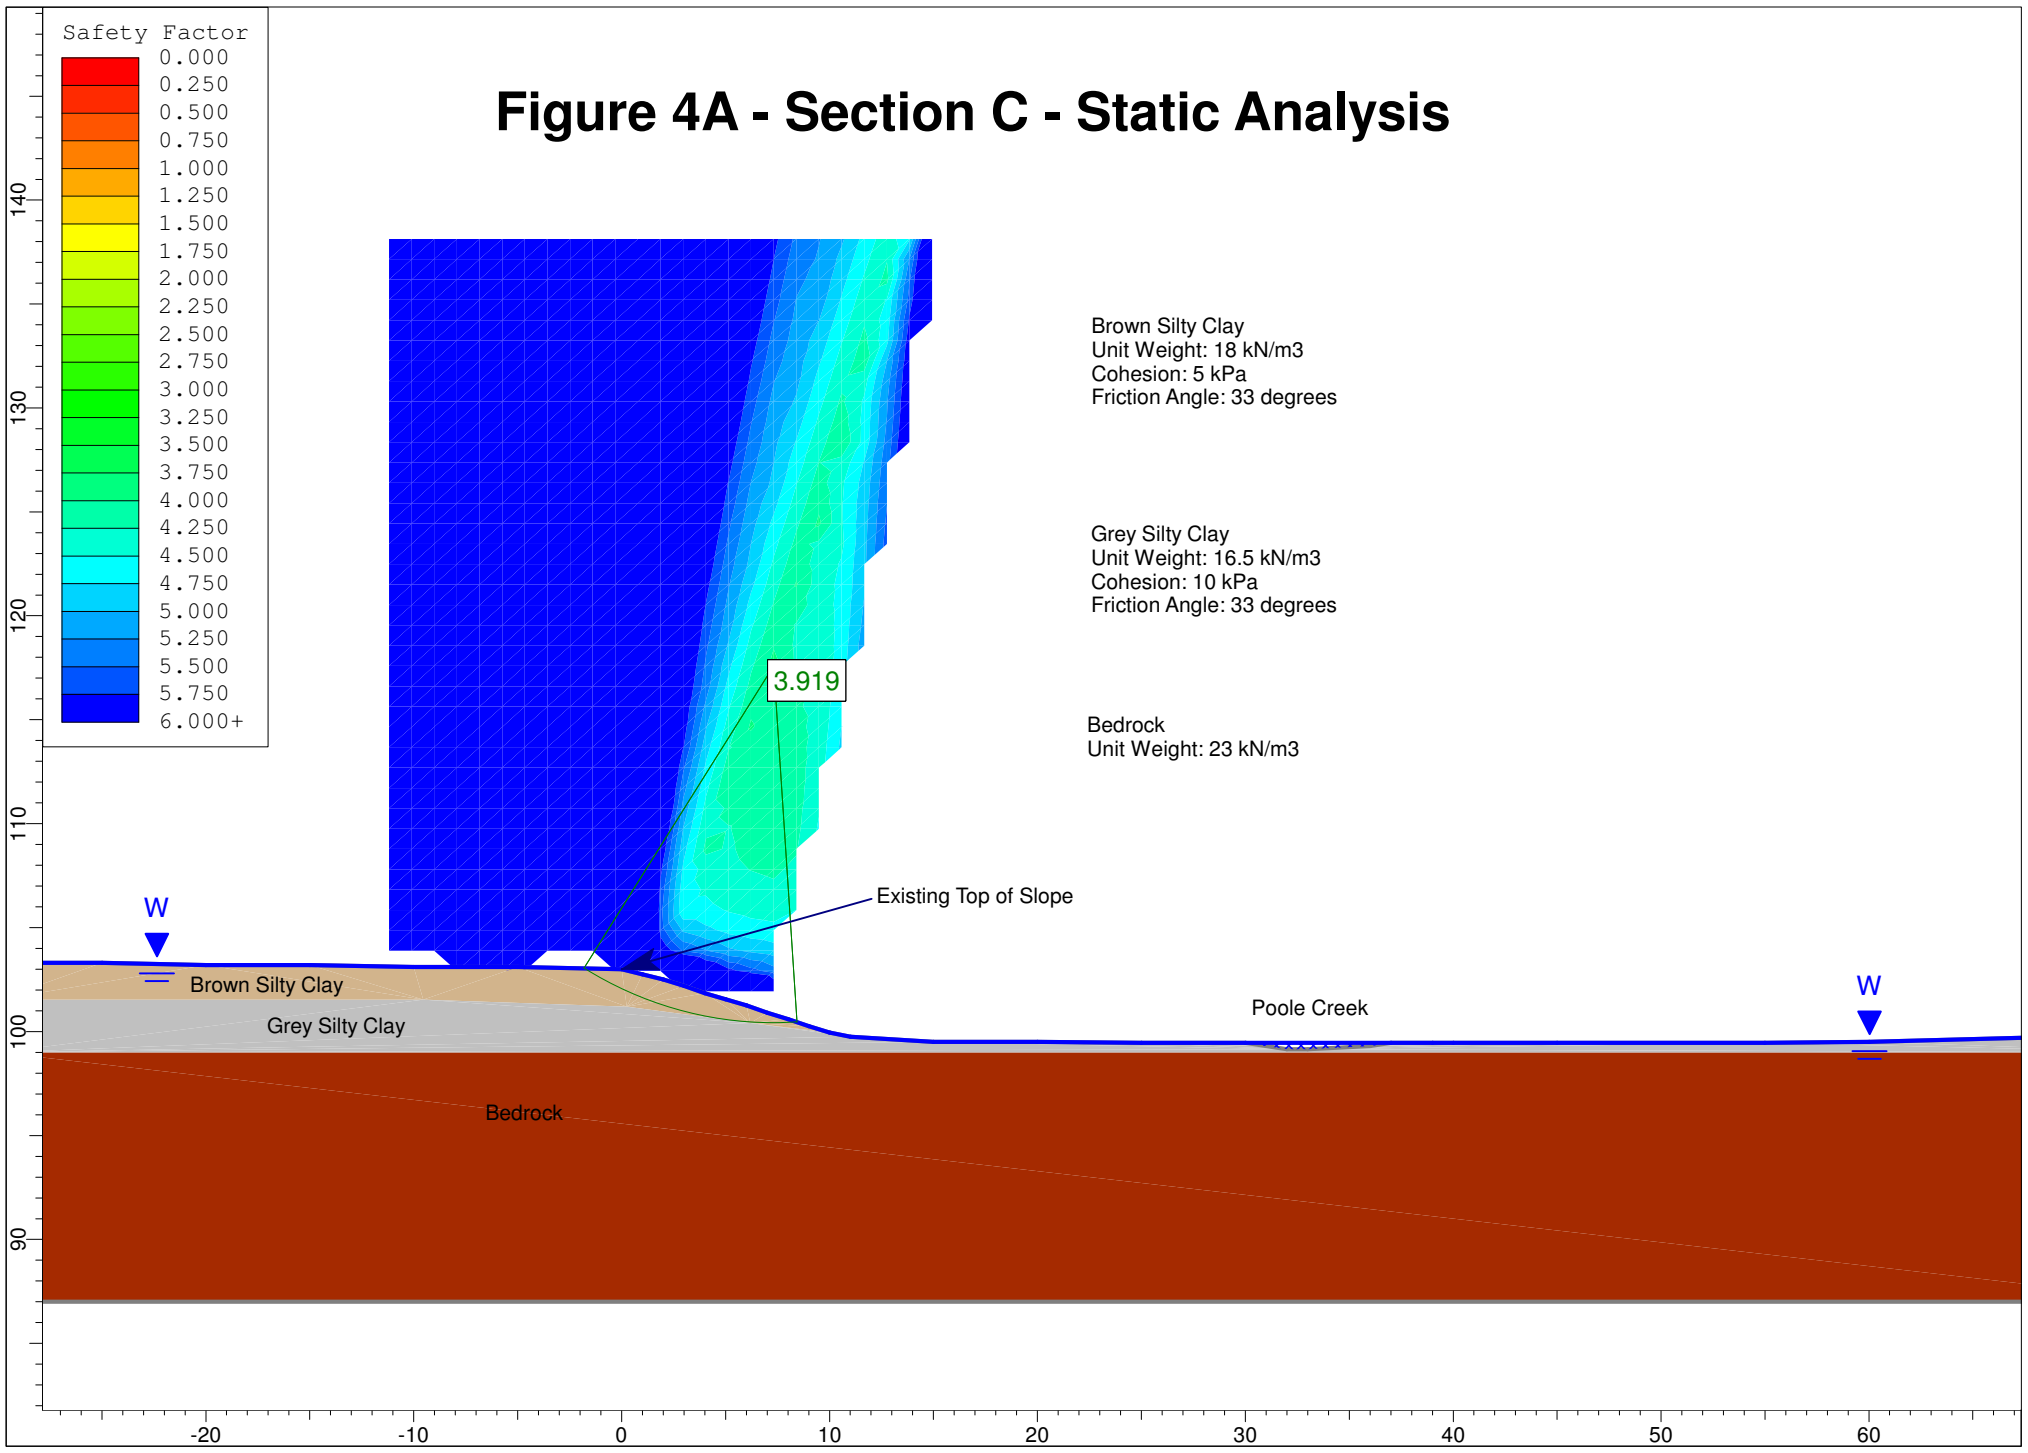 Safety Factor
0.000
0.250
0.500
0.750
1.000
1.250
1.500
1.750
2.000
2.250
2.500
2.750
3.000
3.250
3.500
3.750
4.000
4.250
4.500
4.750
5.000
5.250
5.500
5.750
6.000+
Figure 4A - Section C - Static Analysis
Brown Silty Clay
Unit Weight: 18 kN/m3
Cohesion: 5 kPa
Friction Angle: 33 degrees
Grey Silty Clay
Unit Weight: 16.5 kN/m3
Cohesion: 10 kPa
Friction Angle: 33 degrees
3.919
Bedrock
Unit Weight: 23 kN/m3
Existing Top of Slope
W
W
Brown Silty Clay
Poole Creek
Grey Silty Clay
Bedrock
140
130
120
110
100
90
-20
-10
0
10
20
30
40
50
60